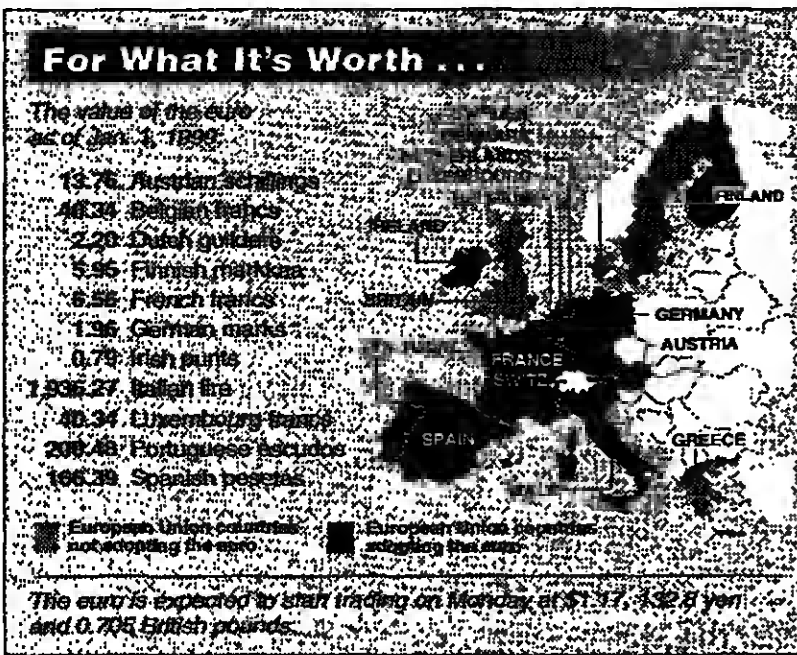 For What It's Worth ...
The value of the euro
as of Jan. 1, 1999
13.76 Austrian schillings
40.34 Belgian francs
2.20 Dutch guilders
5.95 Finnish markkaa
6.56 French francs
1.96 German marks
0.79 Irish punts
1,936.27 Italian lire
40.34 Luxembourg francs
200.48 Portuguese escudos
166.39 Spanish pesetas
FINLAND
IRELAND
BRITAIN
GERMANY
AUSTRIA
FRANCE
SWITZ.
SPAIN
GREECE
European Union countries
not adopting the euro
European Union countries
adopting the euro
The euro is expected to start trading on Monday at $1.17, 132.8 yen
and 0.705 British pounds.